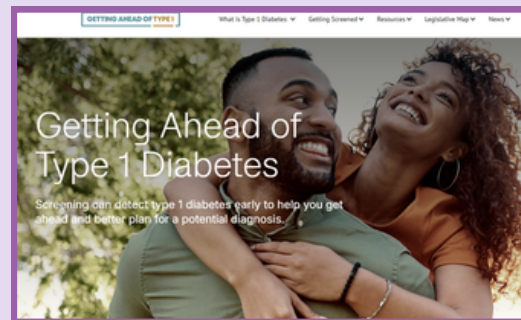 GETTING AHEAD OF TYPE 1
What is Type 1 Diabetes Getting Screened Resources Legislative Map News
Getting Ahead of
Type 1 Diabetes
Screening can detect type 1 diabetes early to help you get
ahead and better plan for a potential diagnosis.